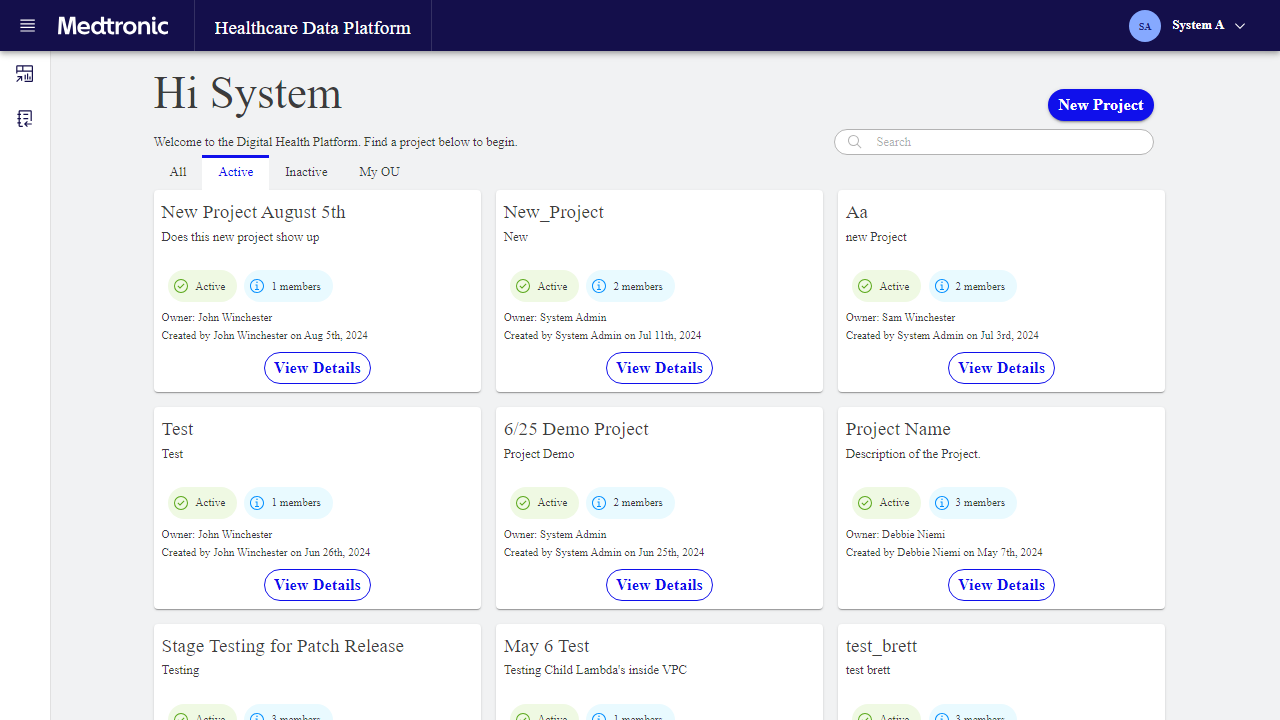 Medtronic
Healthcare Data Platform
SA
System A
Hi System
New Project
Welcome to the Digital Health Platform. Find a project below to begin.
Search
All
Active
Inactive
My OU
New Project August 5th
Does this new project show up
Active
1 members
Owner: John Winchester
Created by John Winchester on Aug 5th, 2024
View Details
New_Project
New
Active
2 members
Owner: System Admin
Created by System Admin on Jul 11th, 2024
View Details
Aa
new Project
Active
2 members
Owner: Sam Winchester
Created by System Admin on Jul 3rd, 2024
View Details
Test
Test
Active
1 members
Owner: John Winchester
Created by John Winchester on Jun 26th, 2024
View Details
6/25 Demo Project
Project Demo
Active
2 members
Owner: System Admin
Created by System Admin on Jun 25th, 2024
View Details
Project Name
Description of the Project.
Active
3 members
Owner: Debbie Niemi
Created by Debbie Niemi on May 7th, 2024
View Details
Stage Testing for Patch Release
Testing
Active
3 members
May 6 Test
Testing Child Lambda's inside VPC
Active
1 members
test_brett
test brett
Active
3 members